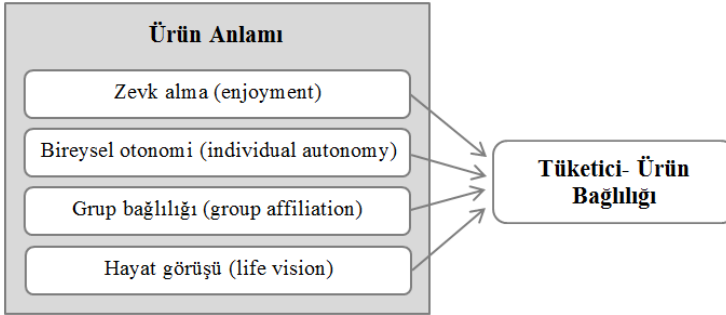 Ürün Anlamı
Zevk alma (enjoyment)
Bireysel otonomi (individual autonomy)
Grup bağlılığı (group affiliation)
Hayat görüşü (life vision)
Tüketici- Ürün
Bağlılığı